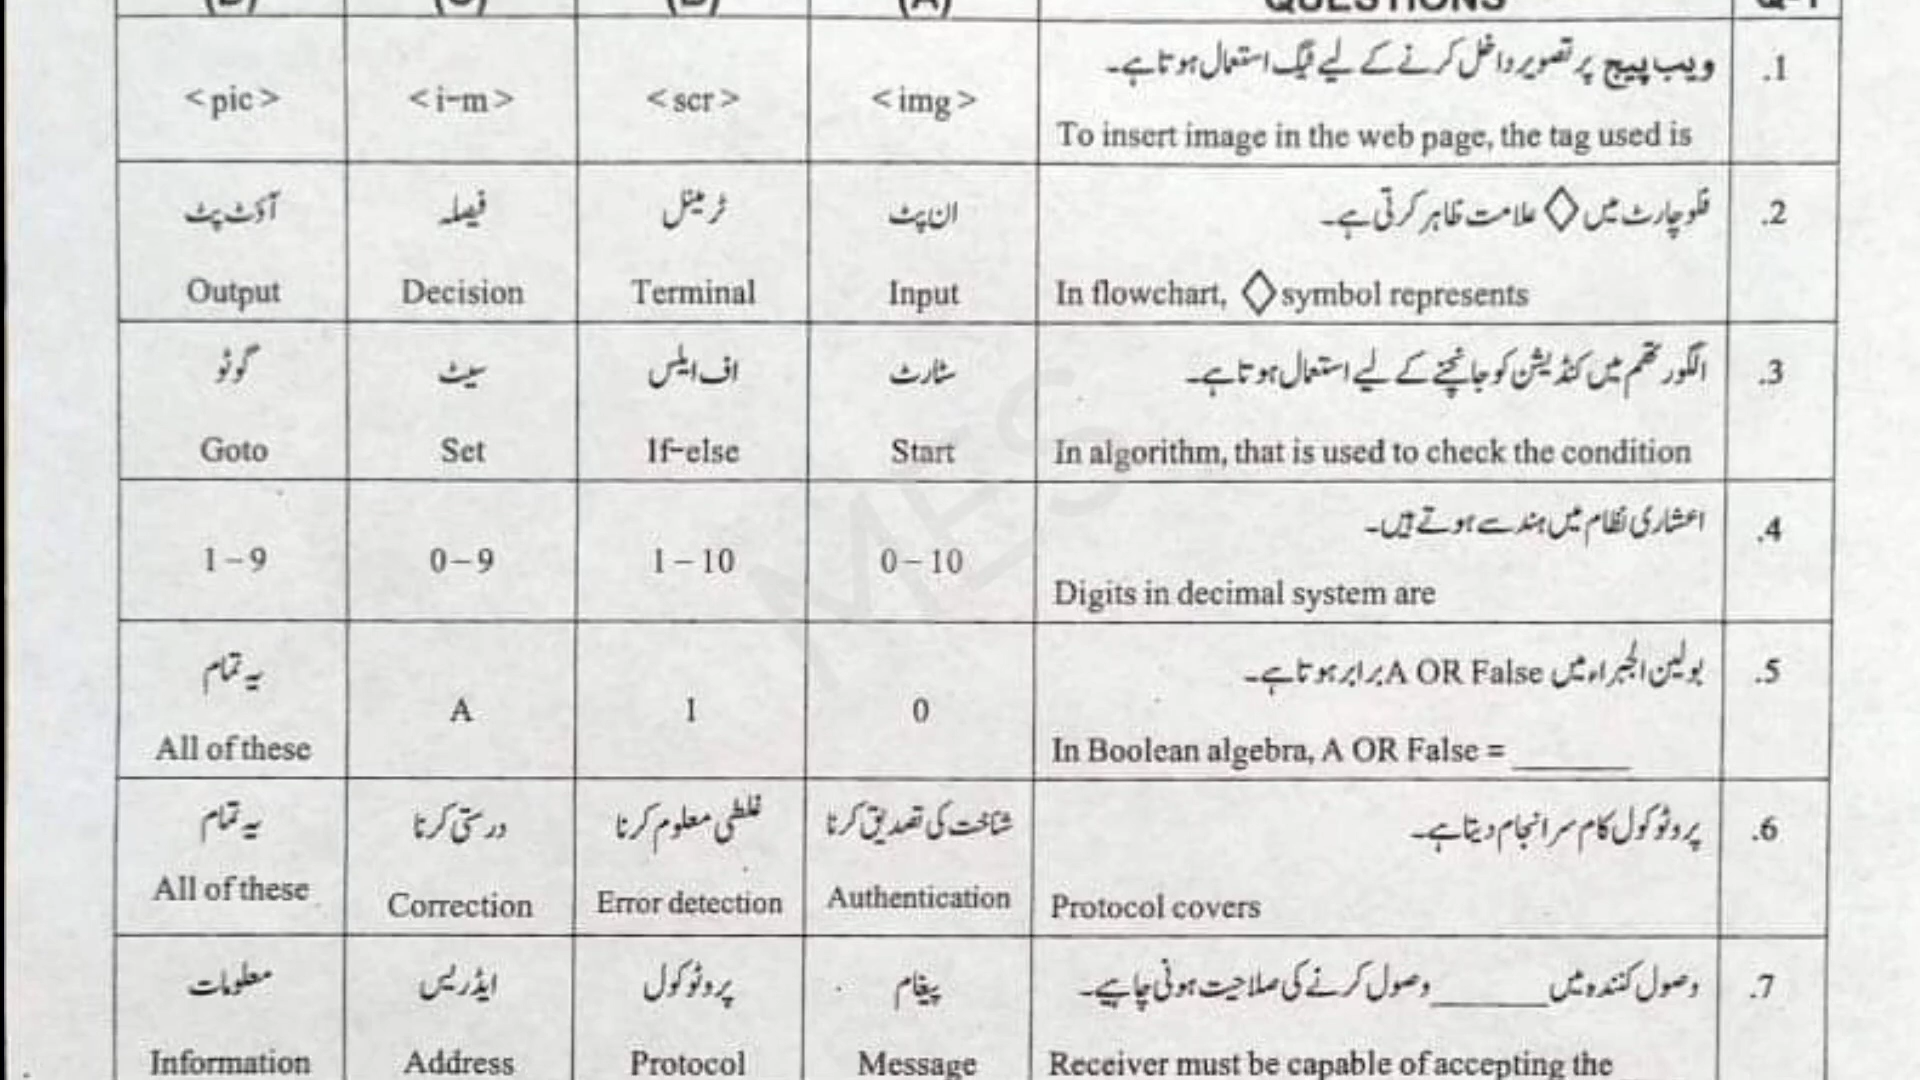 Q-1 QUESTIONS (A) (B) (C) (D)
.1 ویب پیج پر تصویر داخل کرنے کے لیے ٹیگ استعمال ہوتا ہے۔
To insert image in the web page, the tag used is
<img> <scr> <i-m> <pic>
.2 فلوچارٹ میں ◇ علامت ظاہر کرتی ہے۔
ان پٹ ٹرمینل فیصلہ آؤٹ پٹ
In flowchart, ◇ symbol represents
Input Terminal Decision Output
.3 الگورتھم میں کنڈیشن کو جانچنے کے لیے استعمال ہوتا ہے۔
سٹارٹ اف ایلس سیٹ گوٹو
In algorithm, that is used to check the condition
Start If-else Set Goto
.4 اعشاری نظام میں ہندسے ہوتے ہیں۔
Digits in decimal system are
0 – 10 1 – 10 0 – 9 1 – 9
.5 بولین الجبراء میں A OR False برابر ہوتا ہے۔
In Boolean algebra, A OR False = ______
0 1 A یہ تمام
All of these
.6 پروٹوکول کام سرانجام دیتا ہے۔
شناخت کی تصدیق کرنا غلطی معلوم کرنا درستی کرنا یہ تمام
Protocol covers
Authentication Error detection Correction All of these
.7 وصول کنندہ میں ______ وصول کرنے کی صلاحیت ہونی چاہیے۔
پیغام پروٹوکول ایڈریس معلومات
Receiver must be capable of accepting the
Message Protocol Address Information
MES